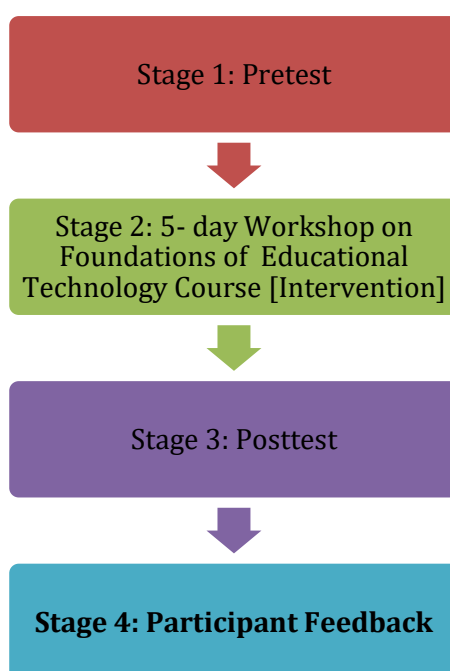 Stage 1: Pretest
Stage 2: 5- day Workshop on
Foundations of Educational
Technology Course [Intervention]
Stage 3: Posttest
Stage 4: Participant Feedback